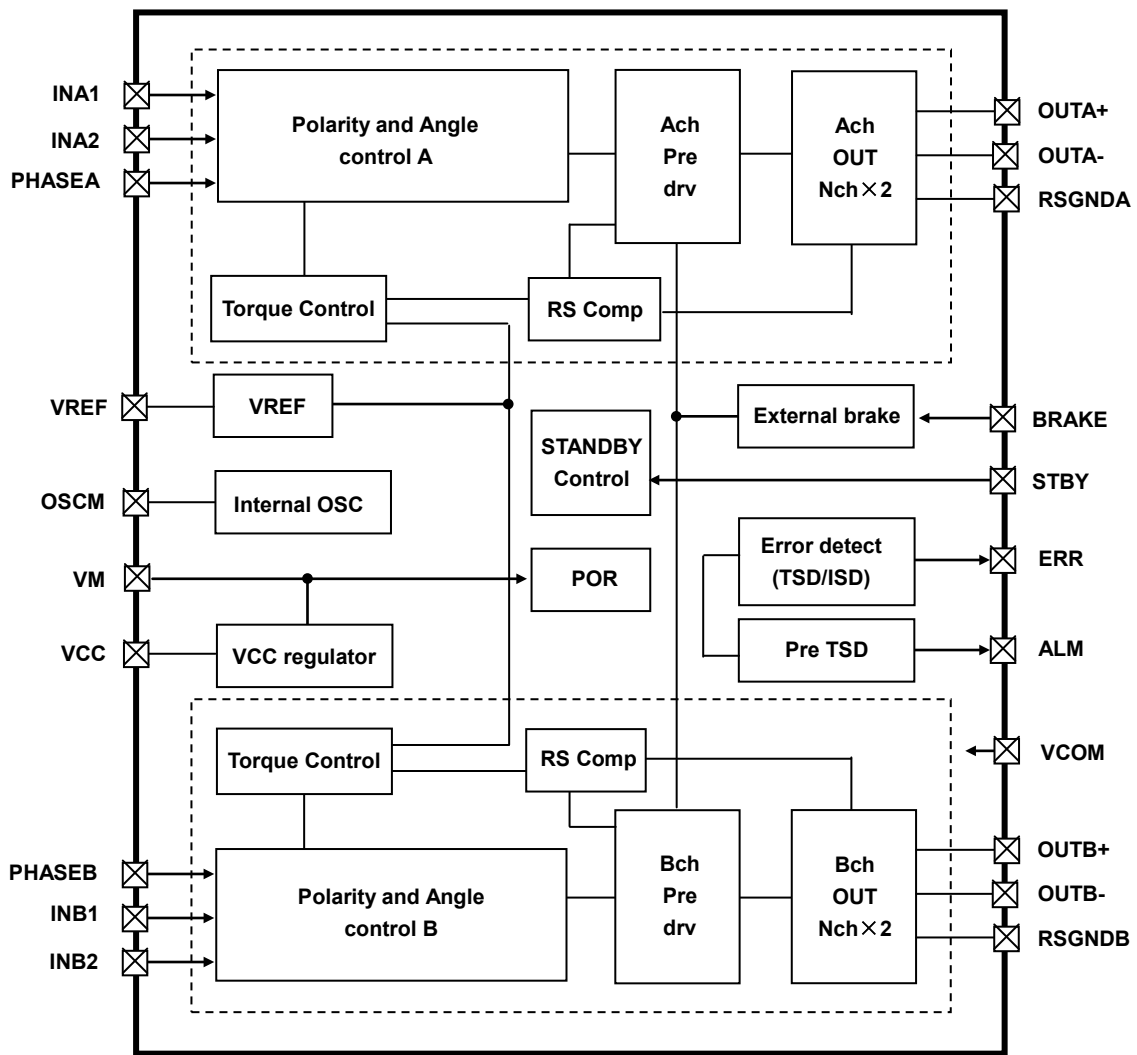 INA1
INA2
PHASEA
Polarity and Angle
control A
Ach
Pre
drv
Ach
OUT
Nch×2
OUTA+
OUTA-
RSGNDA
Torque Control
RS Comp
VREF
VREF
External brake
BRAKE
STANDBY
Control
STBY
OSCM
Internal OSC
Error detect
(TSD/ISD)
ERR
VM
POR
VCC
VCC regulator
Pre TSD
ALM
Torque Control
RS Comp
VCOM
PHASEB
INB1
INB2
Polarity and Angle
control B
Bch
Pre
drv
Bch
OUT
Nch×2
OUTB+
OUTB-
RSGNDB